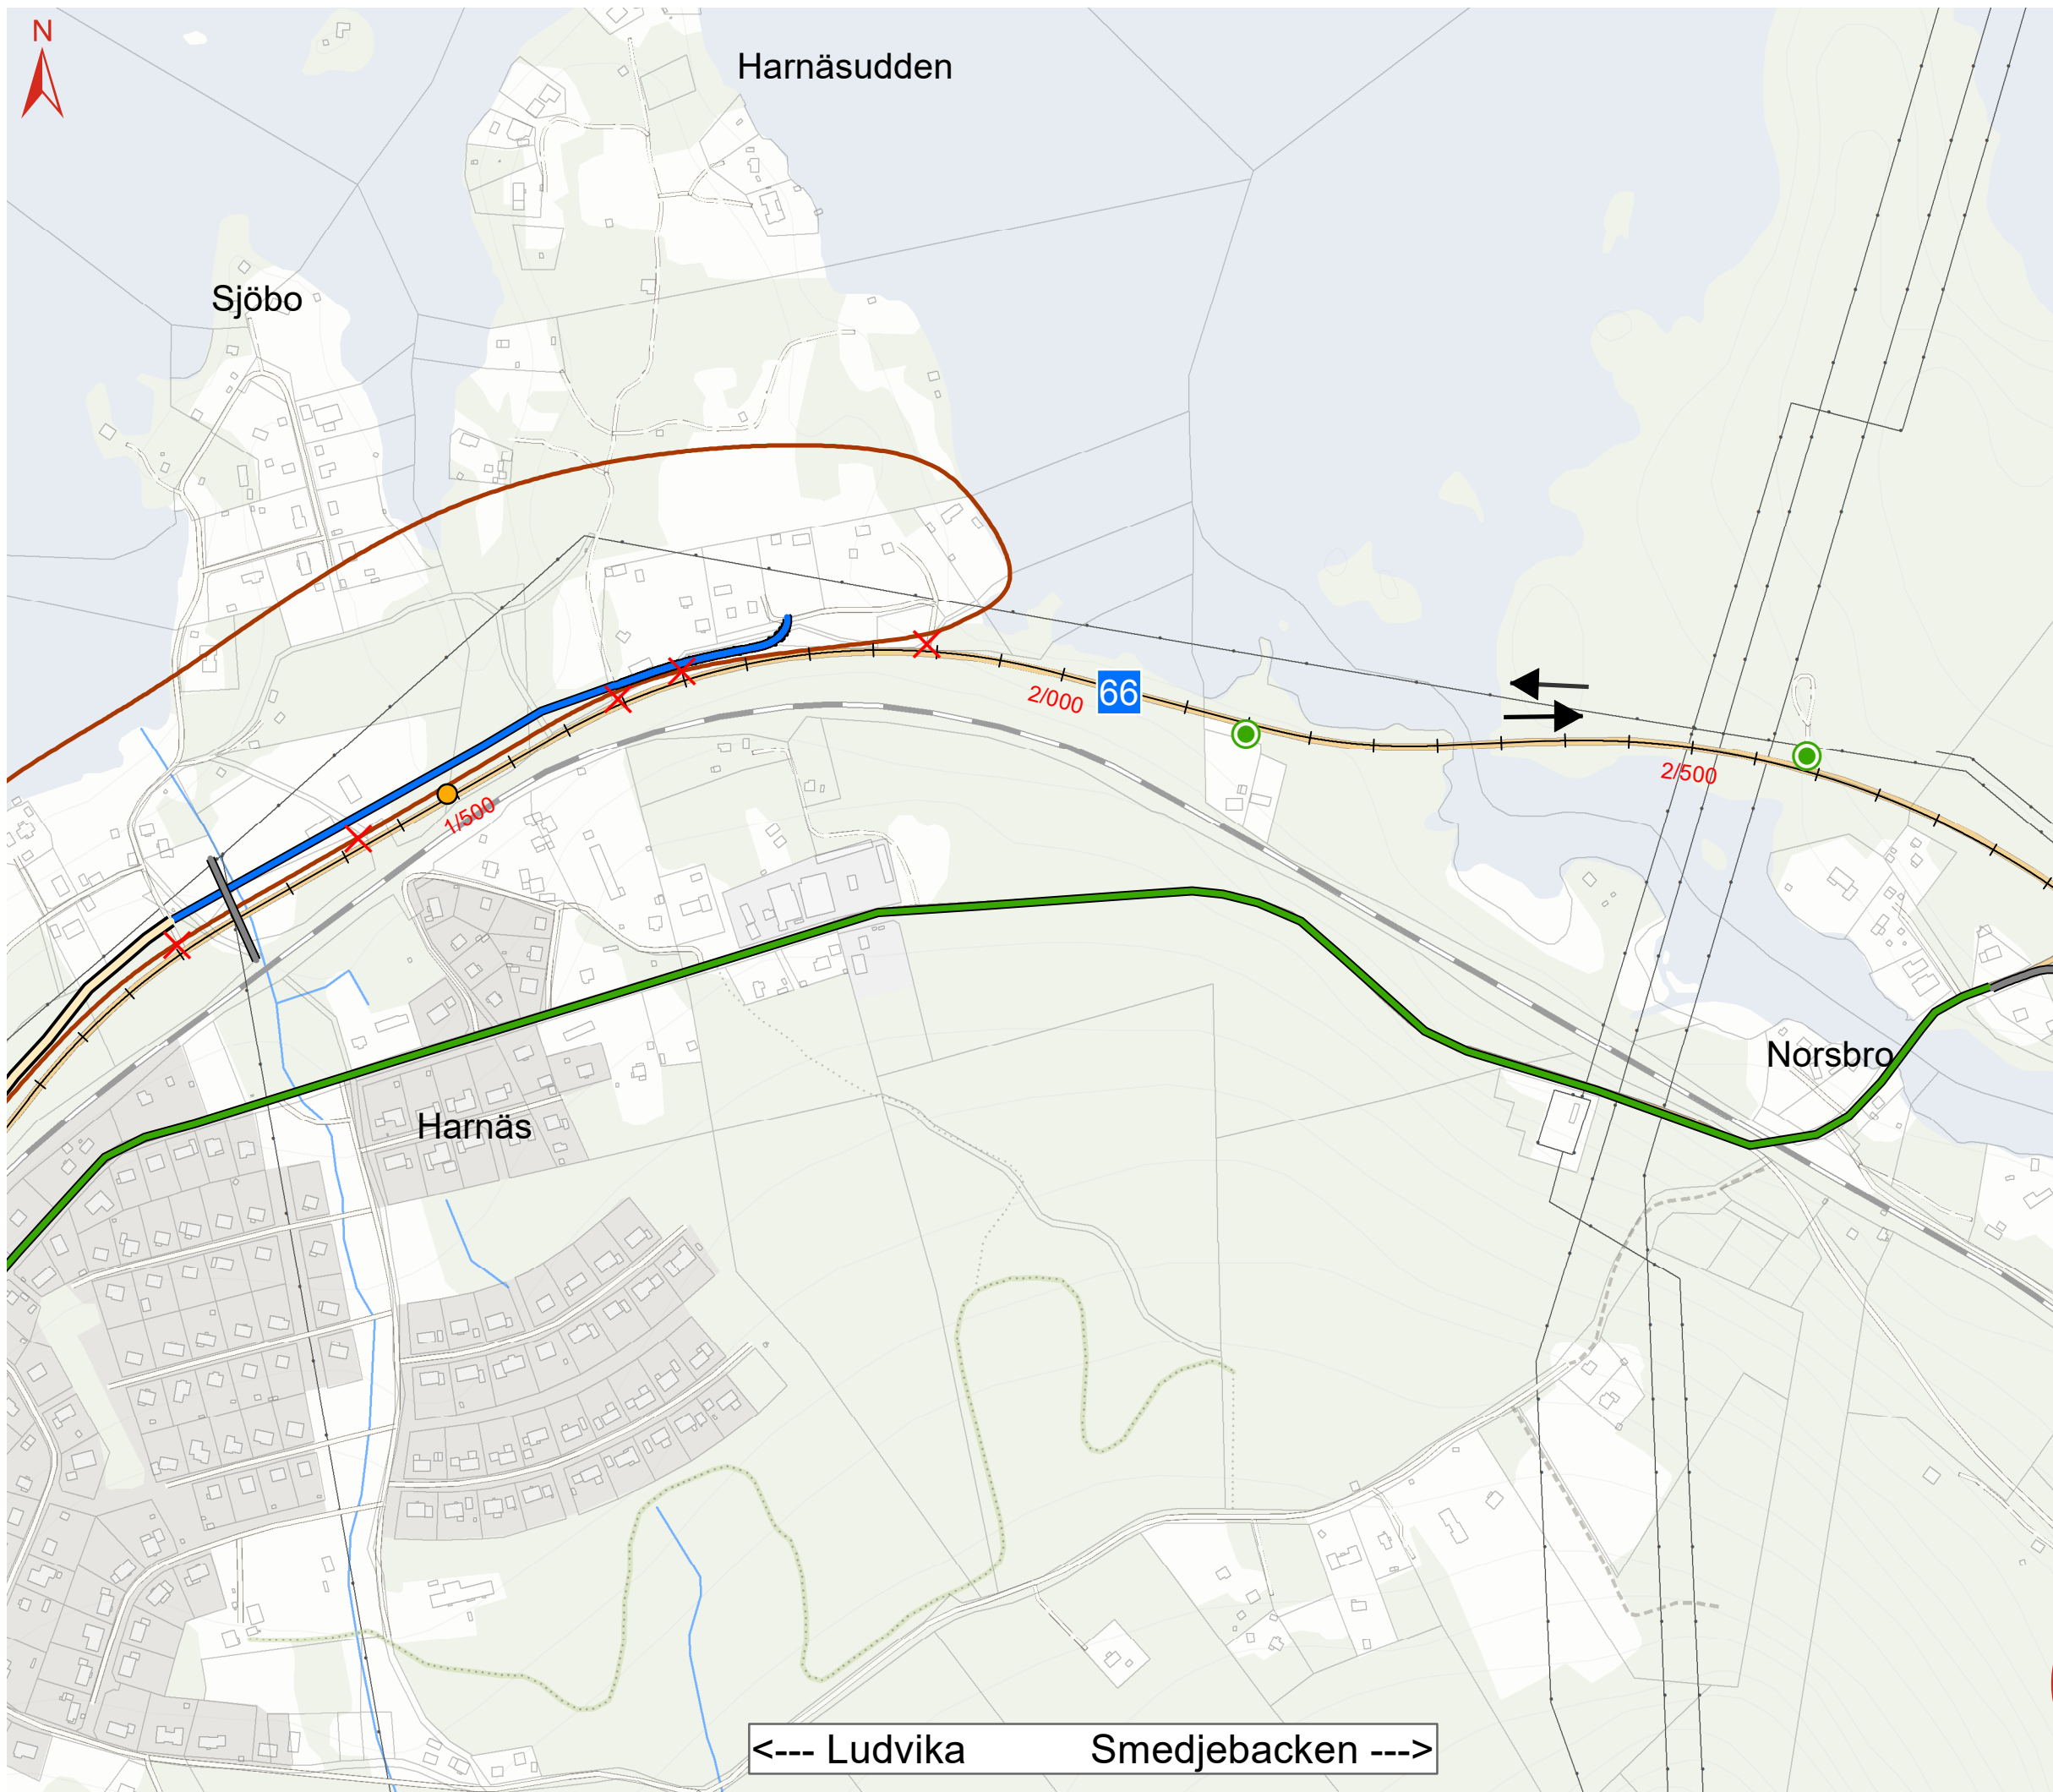 N
Harnäsudden
Sjöbo
66
2/000
2/500
1/500
Norsbro
Harnäs
<--- Ludvika Smedjebacken --->